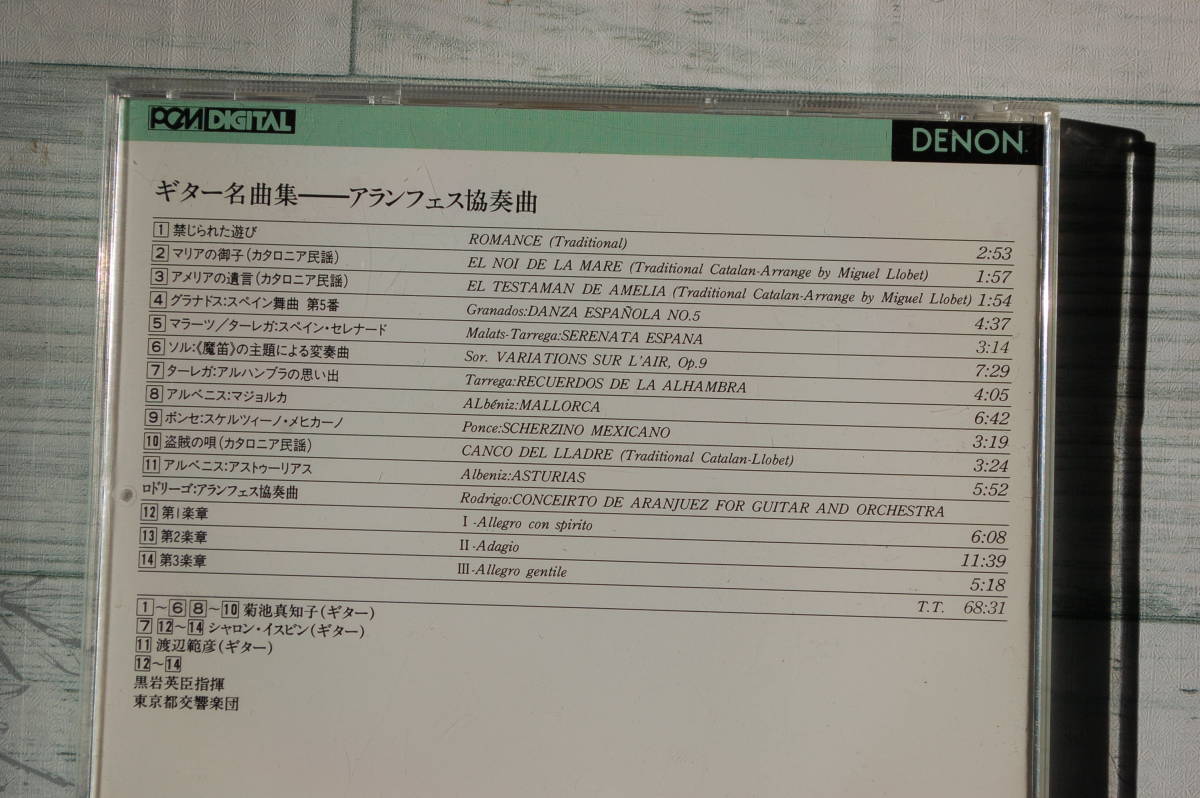 PCM DIGITAL
DENON
ギター名曲集——アランフェス協奏曲
1 禁じられた遊び ROMANCE (Traditional) 2:53
2 マリアの御子(カタロニア民謡) EL NOI DE LA MARE (Traditional Catalan-Arrange by Miguel Llobet) 1:57
3 アメリアの遺言(カタロニア民謡) EL TESTAMAN DE AMELIA (Traditional Catalan-Arrange by Miguel Llobet) 1:54
4 グラナドス:スペイン舞曲 第5番 Granados:DANZA ESPAÑOLA NO.5 4:37
5 マラーツ/ターレガ:スペイン・セレナード Malats-Tarrega:SERENATA ESPANA 3:14
6 ソル:《魔笛》の主題による変奏曲 Sor. VARIATIONS SUR L'AIR, Op.9 7:29
7 ターレガ:アルハンブラの思い出 Tarrega:RECUERDOS DE LA ALHAMBRA 4:05
8 アルベニス:マジョルカ ALbéniz:MALLORCA 6:42
9 ポンセ:スケルツィーノ・メヒカーノ Ponce:SCHERZINO MEXICANO 3:19
10 盗賊の唄(カタロニア民謡) CANCO DEL LLADRE (Traditional Catalan-Llobet) 3:24
11 アルベニス:アストゥーリアス Albeniz:ASTURIAS 5:52
ロドリーゴ:アランフェス協奏曲 Rodrigo:CONCEIRTO DE ARANJUEZ FOR GUITAR AND ORCHESTRA
12 第1楽章 I-Allegro con spirito 6:08
13 第2楽章 II-Adagio 11:39
14 第3楽章 III-Allegro gentile 5:18
T.T. 68:31
1~6 8~10 菊池真知子(ギター)
7 12~14 シャロン・イスビン(ギター)
11 渡辺範彦(ギター)
12~14
黒岩英臣指揮
東京都交響楽団